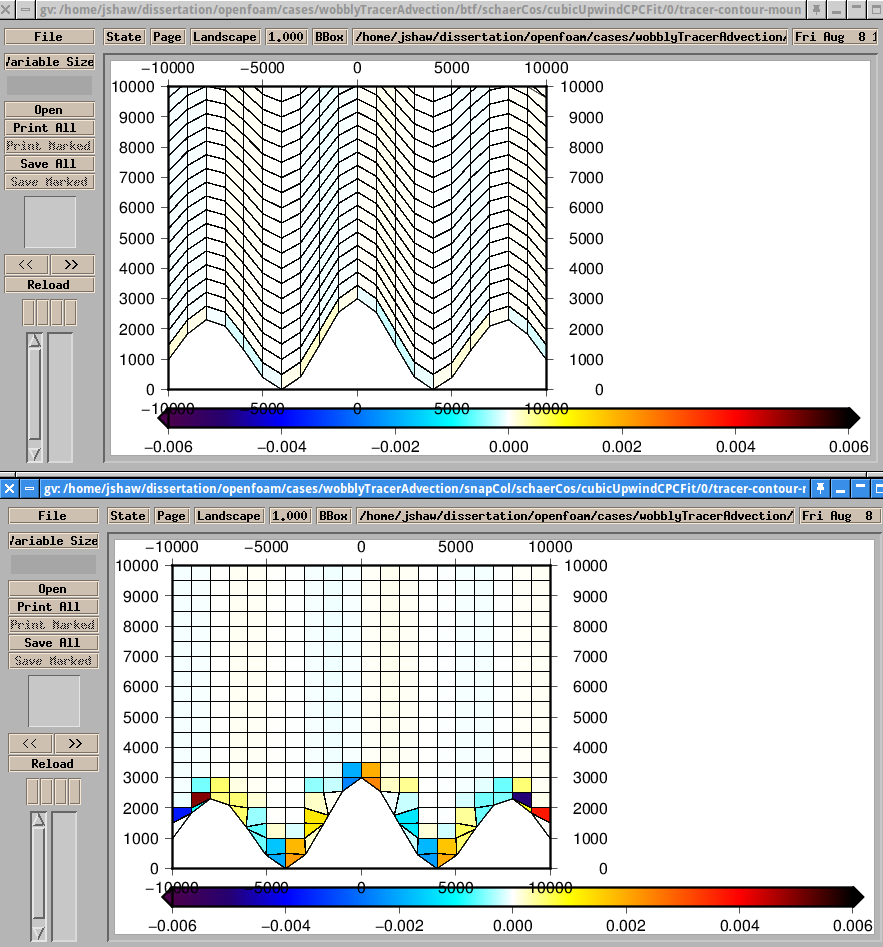 gv: /home/jshaw/dissertation/openfoam/cases/wobblyTracerAdvection/btf/schaerCos/cubicUpwindCPCFit/0/tracer-contour-moun
File State Page Landscape 1.000 BBox /home/jshaw/dissertation/openfoam/cases/wobblyTracerAdvection/ Fri Aug 8 1
Variable Size
Open
Print All
Print Marked
Save All
Save Marked
<< >>
Reload
−10000 −5000 0 5000 10000
10000 10000
9000 9000
8000 8000
7000 7000
6000 6000
5000 5000
4000 4000
3000 3000
2000 2000
1000 1000
0 0
−10000 −5000 0 5000 10000
−0.006 −0.004 −0.002 0.000 0.002 0.004 0.006
gv: /home/jshaw/dissertation/openfoam/cases/wobblyTracerAdvection/snapCol/schaerCos/cubicUpwindCPCFit/0/tracer-contour-r
File State Page Landscape 1.000 BBox /home/jshaw/dissertation/openfoam/cases/wobblyTracerAdvection/ Fri Aug 8
Variable Size
Open
Print All
Print Marked
Save All
Save Marked
<< >>
Reload
−10000 −5000 0 5000 10000
10000 10000
9000 9000
8000 8000
7000 7000
6000 6000
5000 5000
4000 4000
3000 3000
2000 2000
1000 1000
0 0
−10000 −5000 0 5000 10000
−0.006 −0.004 −0.002 0.000 0.002 0.004 0.006